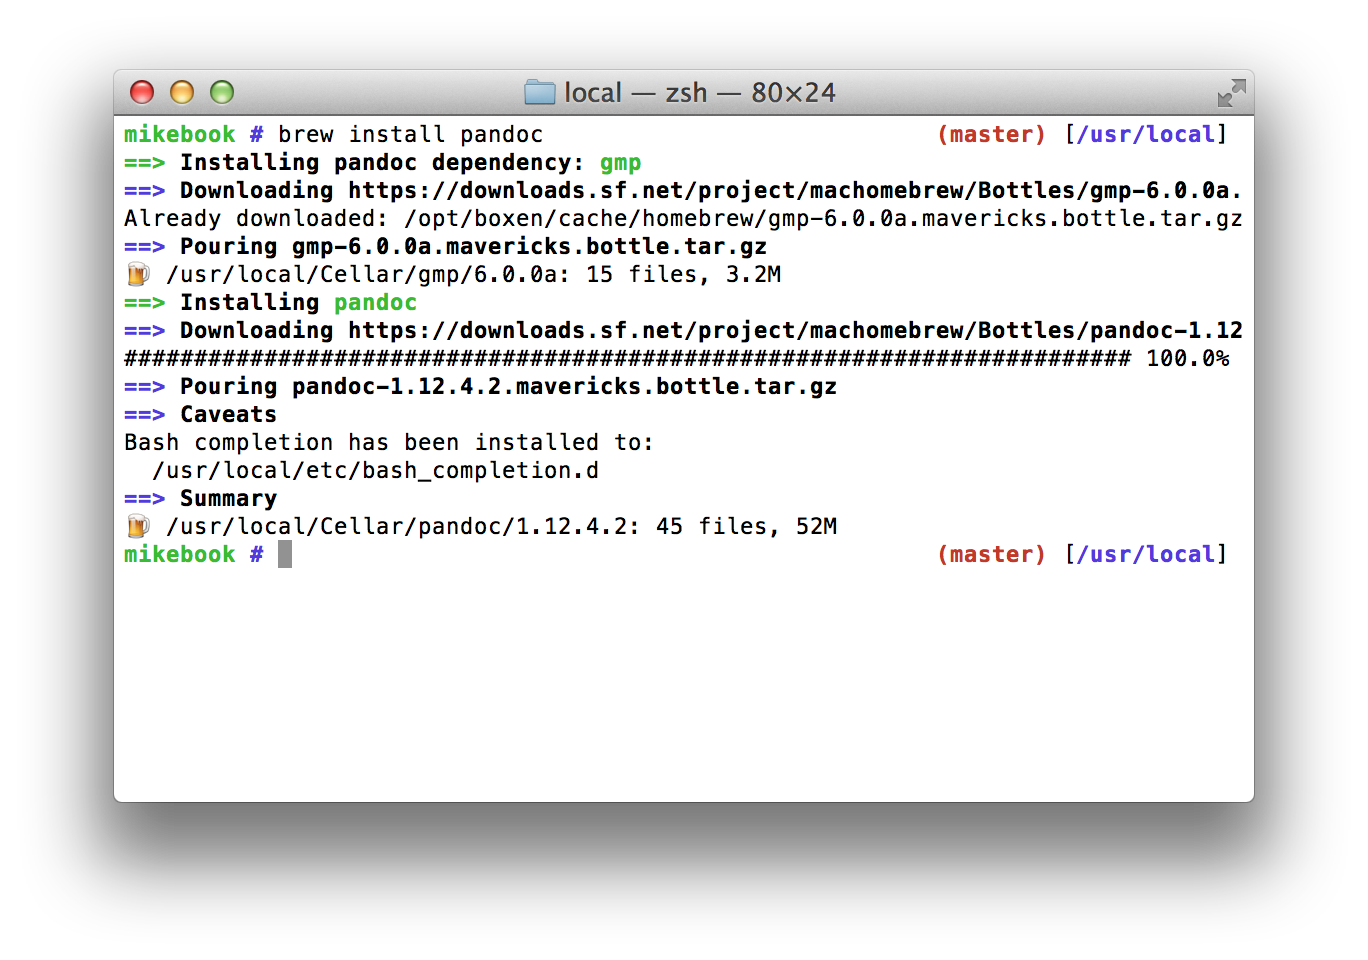 local — zsh — 80×24
mikebook # brew install pandoc (master) [/usr/local]
==> Installing pandoc dependency: gmp
==> Downloading https://downloads.sf.net/project/machomebrew/Bottles/gmp-6.0.0a.
Already downloaded: /opt/boxen/cache/homebrew/gmp-6.0.0a.mavericks.bottle.tar.gz
==> Pouring gmp-6.0.0a.mavericks.bottle.tar.gz
🍺 /usr/local/Cellar/gmp/6.0.0a: 15 files, 3.2M
==> Installing pandoc
==> Downloading https://downloads.sf.net/project/machomebrew/Bottles/pandoc-1.12
######################################################################## 100.0%
==> Pouring pandoc-1.12.4.2.mavericks.bottle.tar.gz
==> Caveats
Bash completion has been installed to:
  /usr/local/etc/bash_completion.d
==> Summary
🍺 /usr/local/Cellar/pandoc/1.12.4.2: 45 files, 52M
mikebook # (master) [/usr/local]